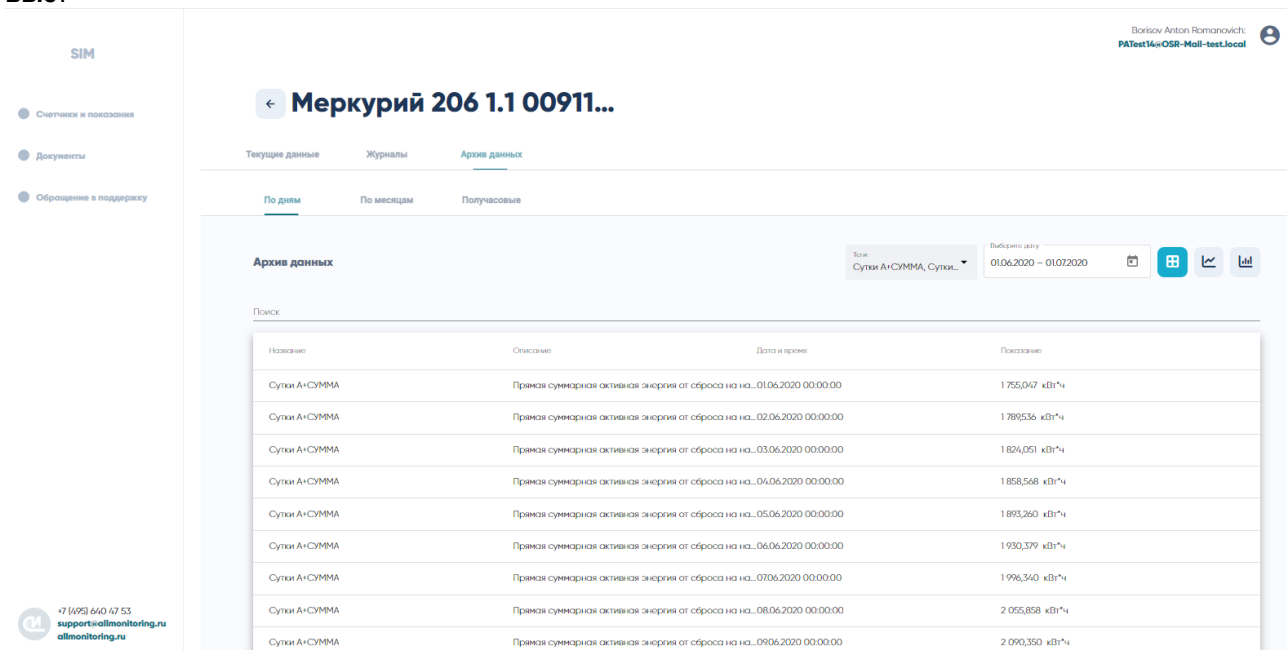 SIM
Borisov Anton Romanovich:
PATest14@OSR-Mail-test.local
Счетчики и показания
Документы
Обращение в поддержку
← Меркурий 206 1.1 00911...
Текущие данные Журналы Архив данных
По дням По месяцам Получасовые
Архив данных
Теги
Сутки А+СУММА, Сутки...
Выберите дату
01.06.2020 – 01.07.2020
Поиск
Название Описание Дата и время Показание
Сутки А+СУММА Прямая суммарная активная энергия от сброса на на... 01.06.2020 00:00:00 1 755,047 кВт*ч
Сутки А+СУММА Прямая суммарная активная энергия от сброса на на... 02.06.2020 00:00:00 1 789,536 кВт*ч
Сутки А+СУММА Прямая суммарная активная энергия от сброса на на... 03.06.2020 00:00:00 1 824,051 кВт*ч
Сутки А+СУММА Прямая суммарная активная энергия от сброса на на... 04.06.2020 00:00:00 1 858,568 кВт*ч
Сутки А+СУММА Прямая суммарная активная энергия от сброса на на... 05.06.2020 00:00:00 1 893,260 кВт*ч
Сутки А+СУММА Прямая суммарная активная энергия от сброса на на... 06.06.2020 00:00:00 1 930,379 кВт*ч
Сутки А+СУММА Прямая суммарная активная энергия от сброса на на... 07.06.2020 00:00:00 1 996,340 кВт*ч
Сутки А+СУММА Прямая суммарная активная энергия от сброса на на... 08.06.2020 00:00:00 2 055,858 кВт*ч
Сутки А+СУММА Прямая суммарная активная энергия от сброса на на... 09.06.2020 00:00:00 2 090,350 кВт*ч
+7 (495) 640 47 53
support@allmonitoring.ru
allmonitoring.ru